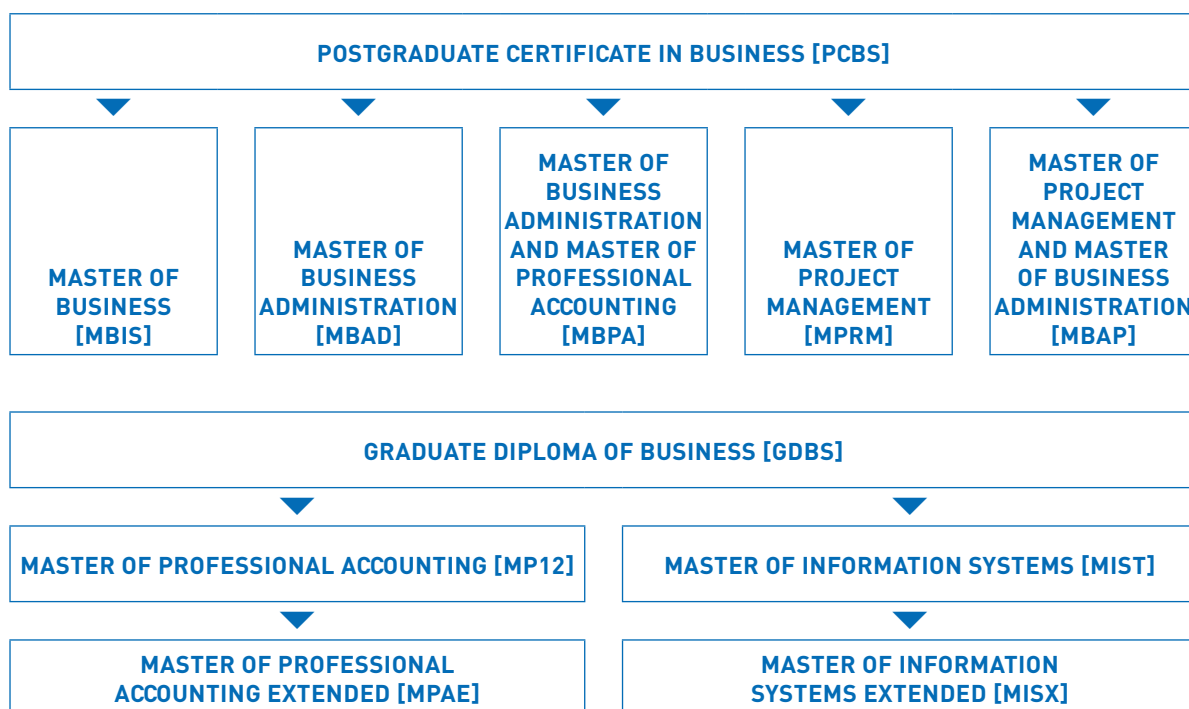 POSTGRADUATE CERTIFICATE IN BUSINESS [PCBS]
MASTER OF
BUSINESS
[MBIS]
MASTER OF
BUSINESS
ADMINISTRATION
[MBAD]
MASTER OF
BUSINESS
ADMINISTRATION
AND MASTER OF
PROFESSIONAL
ACCOUNTING
[MBPA]
MASTER OF
PROJECT
MANAGEMENT
[MPRM]
MASTER OF
PROJECT
MANAGEMENT
AND MASTER
OF BUSINESS
ADMINISTRATION
[MBAP]
GRADUATE DIPLOMA OF BUSINESS [GDBS]
MASTER OF PROFESSIONAL ACCOUNTING [MP12]
MASTER OF INFORMATION SYSTEMS [MIST]
MASTER OF PROFESSIONAL
ACCOUNTING EXTENDED [MPAE]
MASTER OF INFORMATION
SYSTEMS EXTENDED [MISX]